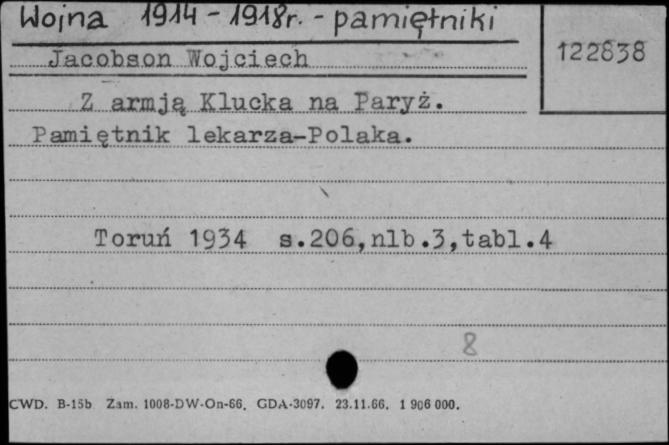 Wojna 1914-1918r. - pamiętniki
Jacobson Wojciech
122838
Z armją Klucka na Paryż.
Pamiętnik lekarza-Polaka.
Toruń 1934 s.206,nlb.3,tabl.4
8
CWD. B-15b Zam. 1008-DW-On-66. GDA-3097. 23.11.66. 1 906 000.